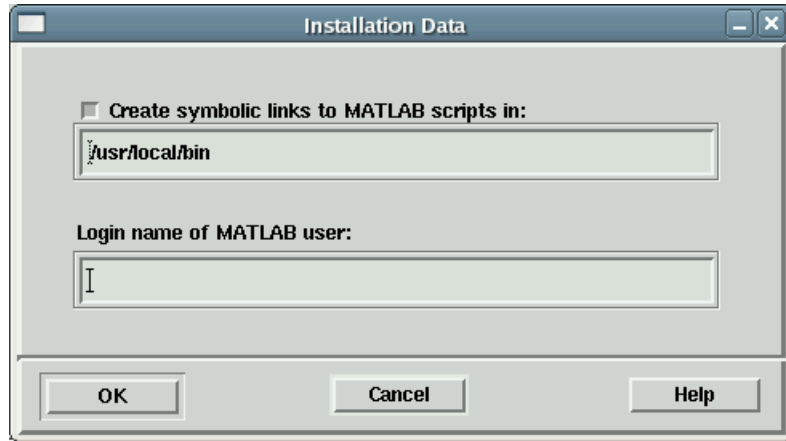 Installation Data
Create symbolic links to MATLAB scripts in:
/usr/local/bin
Login name of MATLAB user:
OK Cancel Help